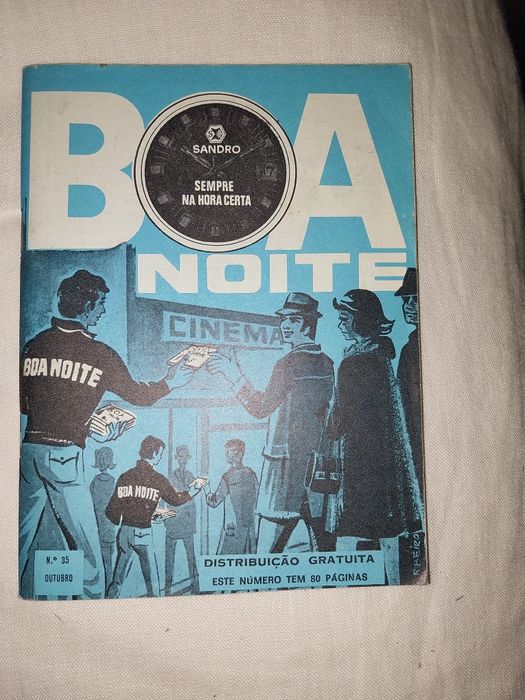 BOA
SANDRO
SEMPRE
NA HORA CERTA
NOITE
CINEMA
BOA NOITE
BOA NOITE
N.º 35
OUTUBRO
DISTRIBUIÇÃO GRATUITA
ESTE NÚMERO TEM 80 PÁGINAS